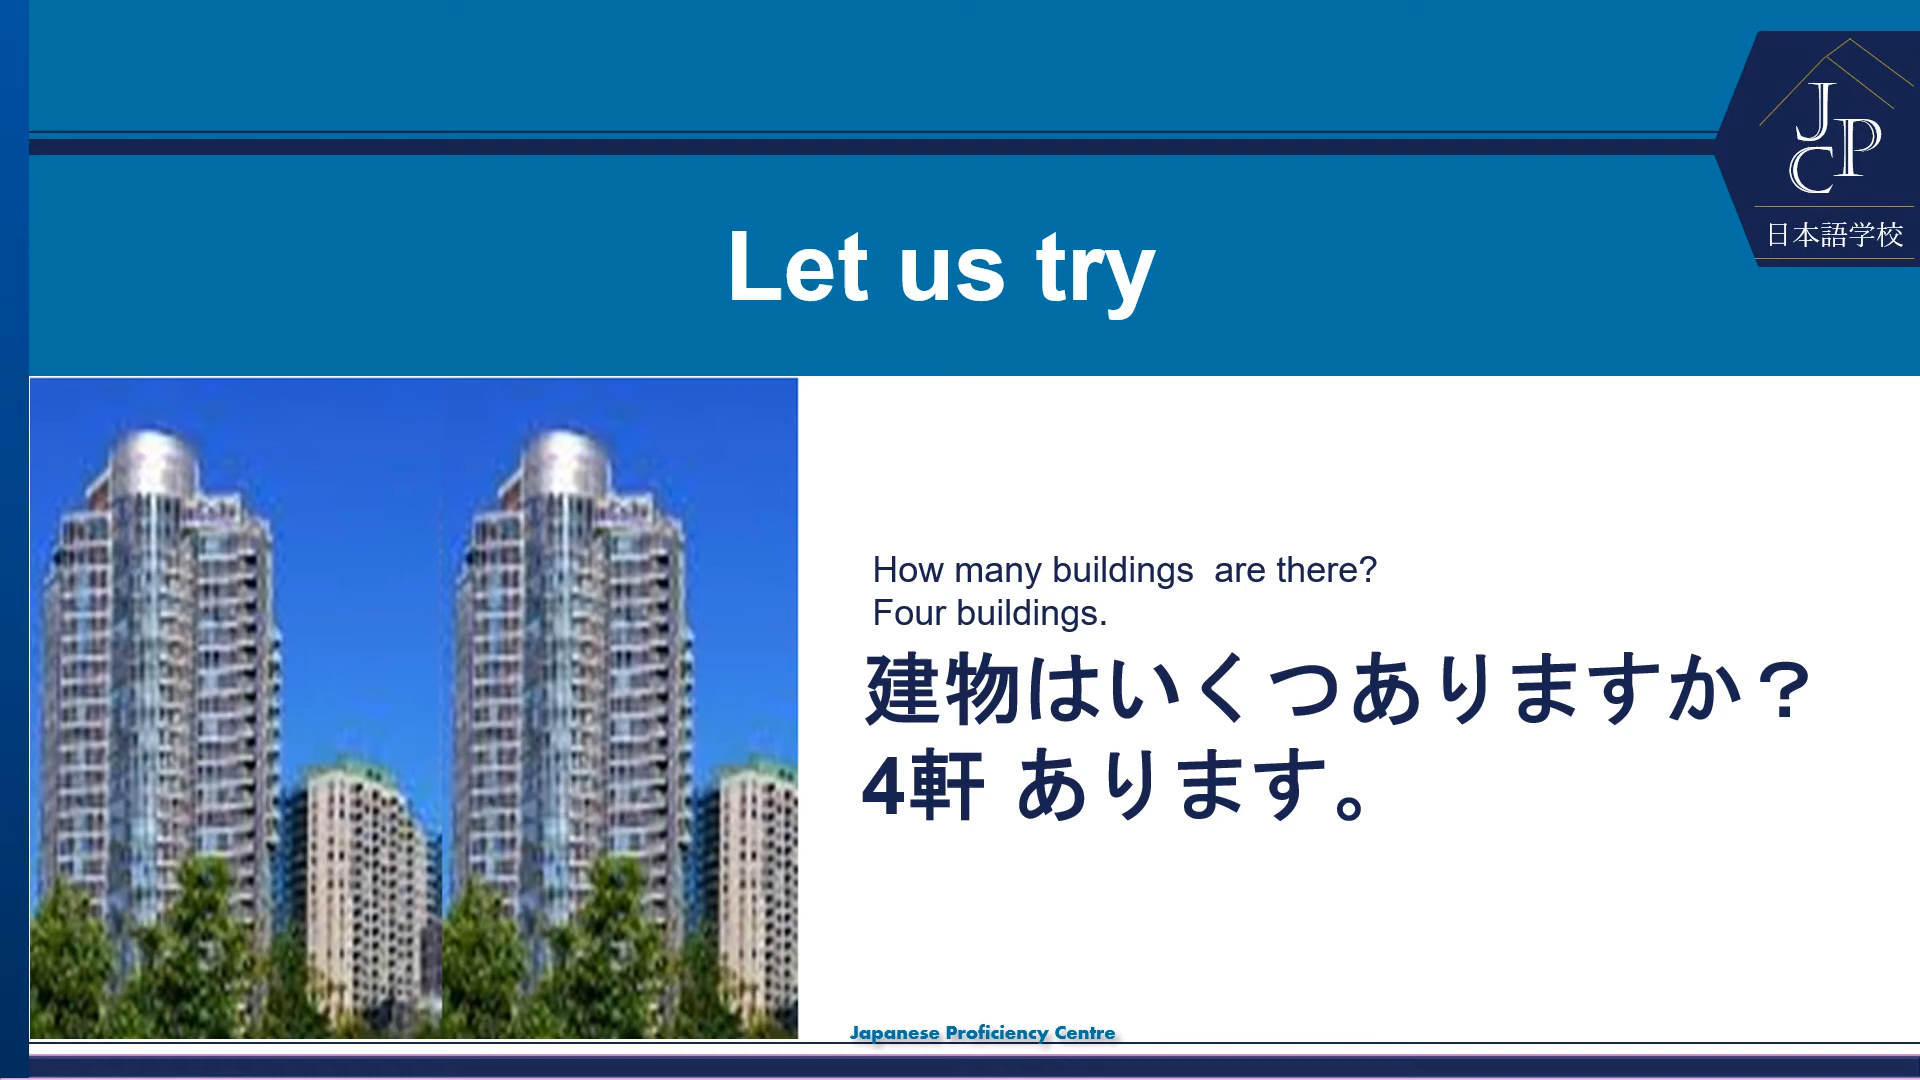 JPC
日本語学校
Let us try
How many buildings  are there?
Four buildings.
建物はいくつありますか？
4軒 あります。
Japanese Proficiency Centre